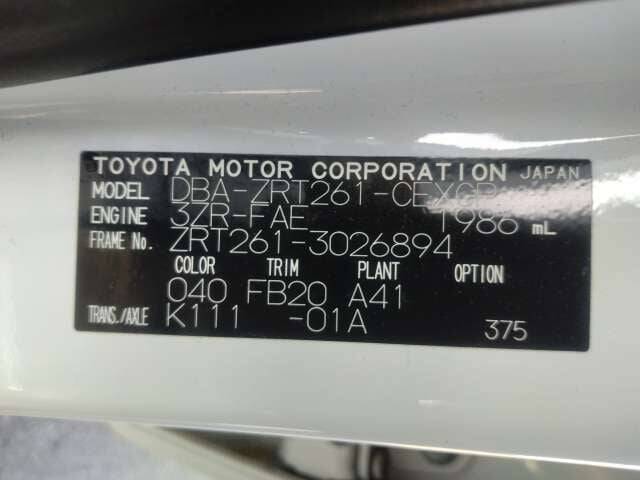 TOYOTA MOTOR CORPORATION JAPAN
MODEL DBA-ZRT261-CEXGP
ENGINE 3ZR-FAE 1986 mL
FRAME No. ZRT261-3026894
COLOR TRIM PLANT OPTION
040 FB20 A41
TRANS./AXLE K111 -01A 375